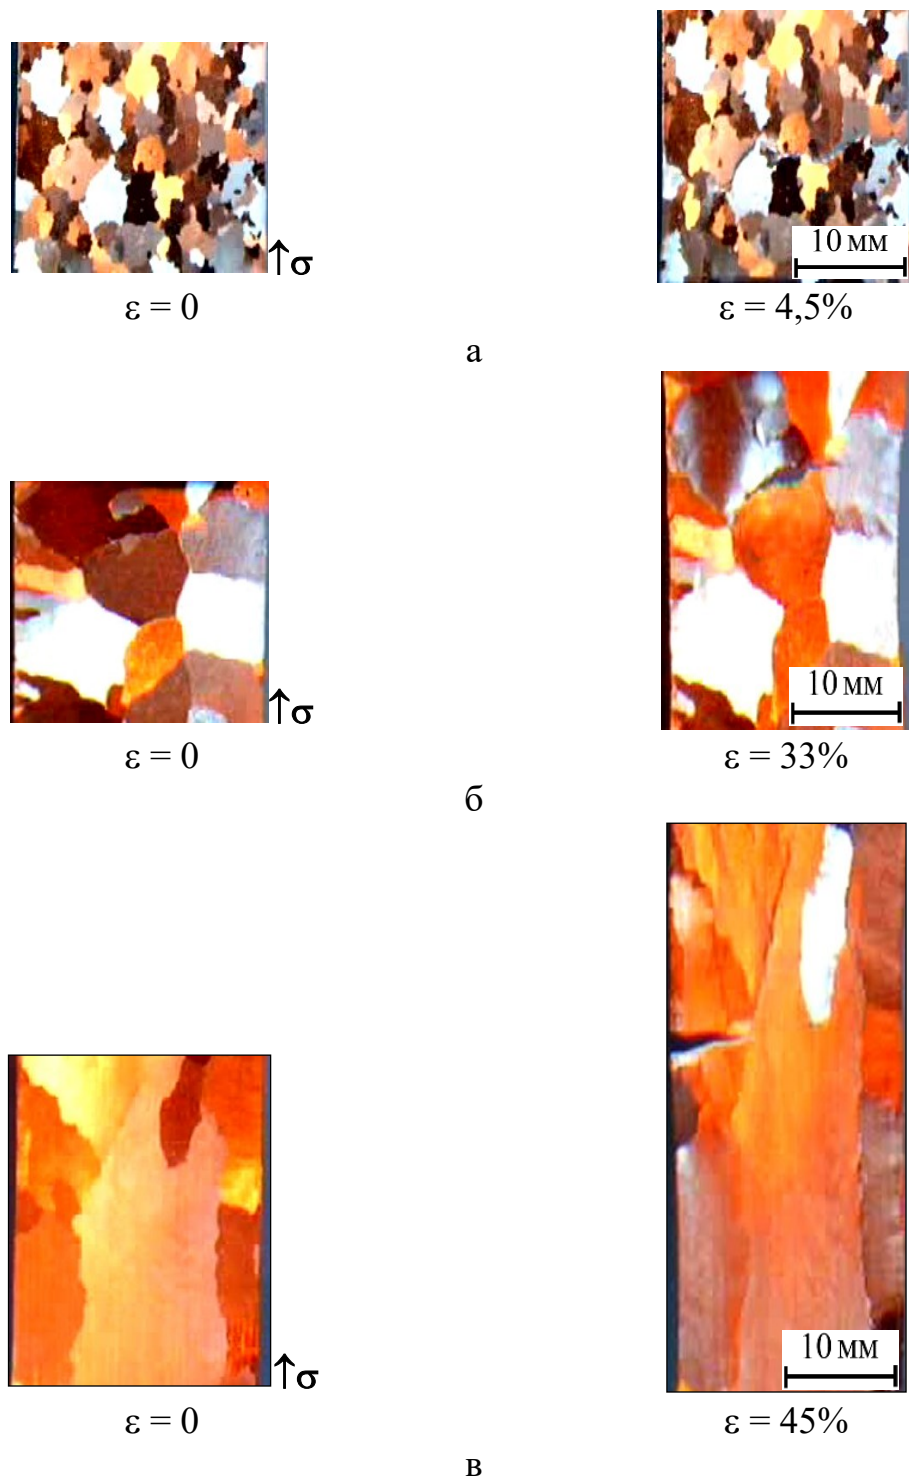 ↑σ
10 мм
ε = 0
ε = 4,5%
а
↑σ
10 мм
ε = 0
ε = 33%
б
↑σ
10 мм
ε = 0
ε = 45%
в